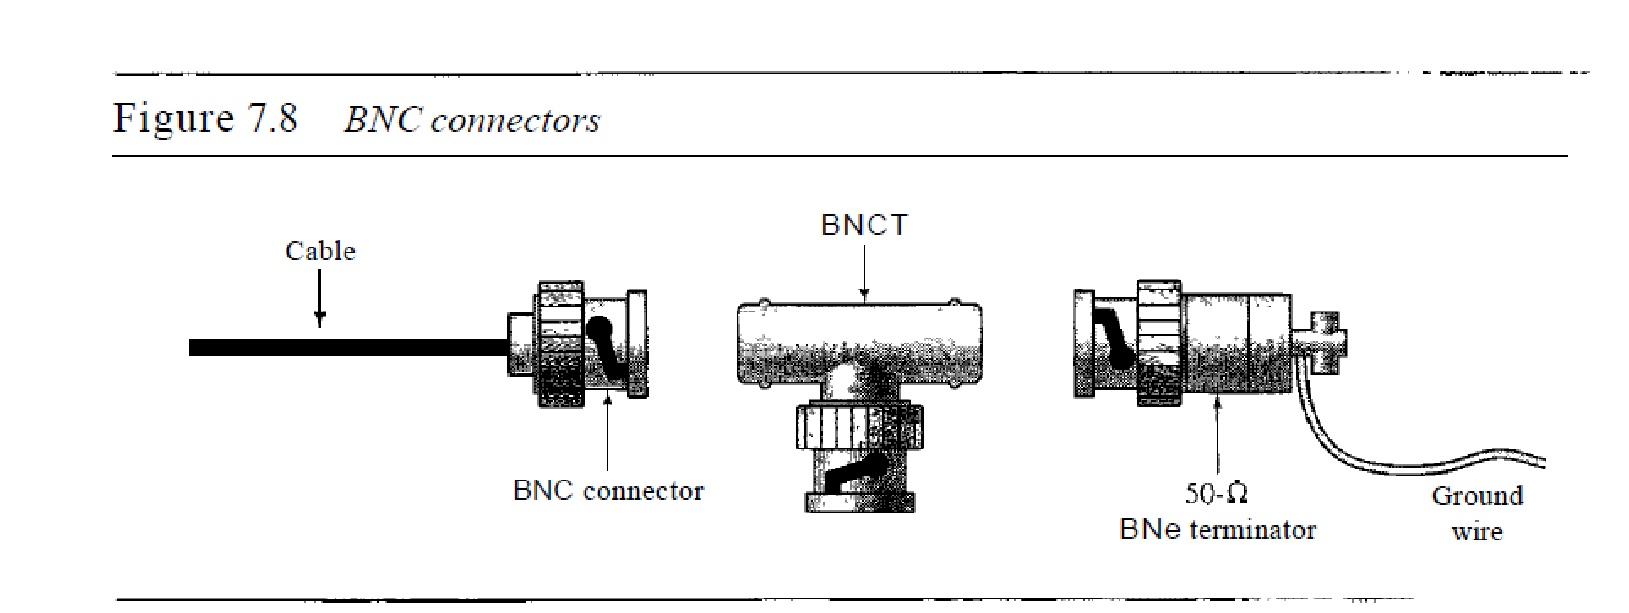 Figure 7.8 BNC connectors
BNCT
Cable
BNC connector
50-Ω
BNe terminator
Ground
wire